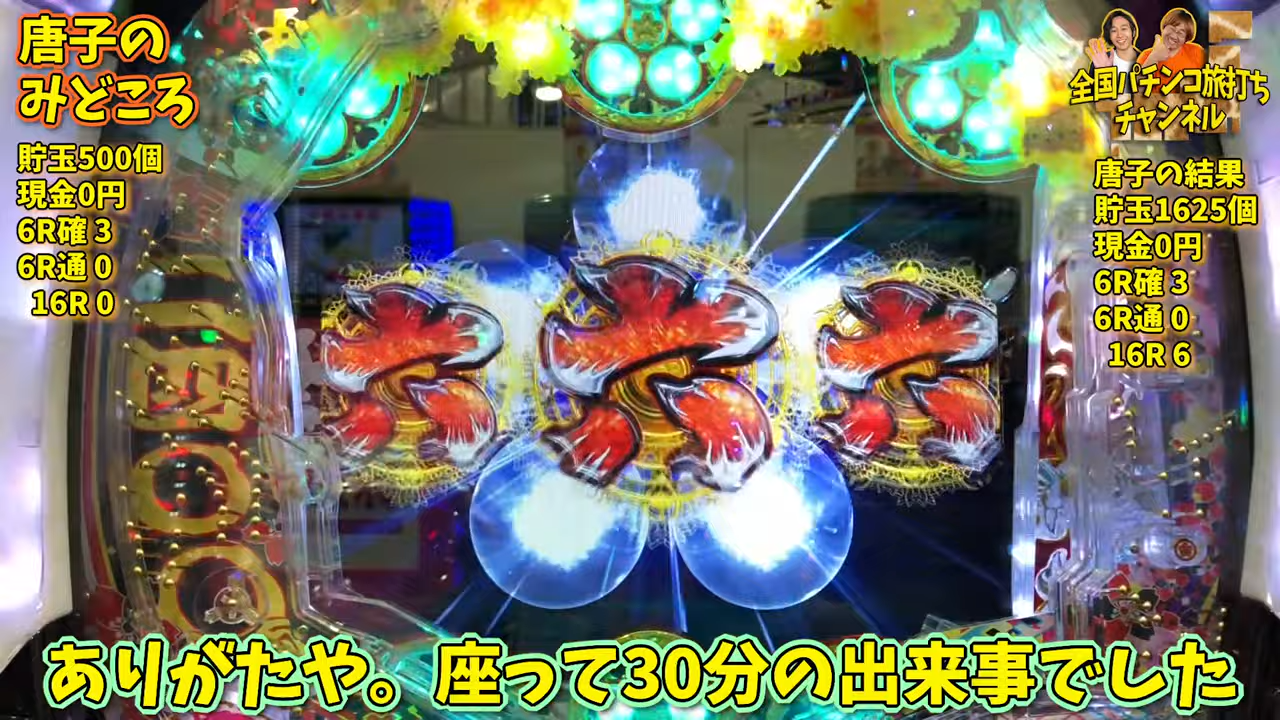 唐子の
みどころ
貯玉500個
現金0円
6R確 3
6R通 0
16R 0
全国パチンコ旅打ち
チャンネル
唐子の結果
貯玉1625個
現金0円
6R確 3
6R通 0
16R 6
六 六 六
ありがたや。座って30分の出来事でした